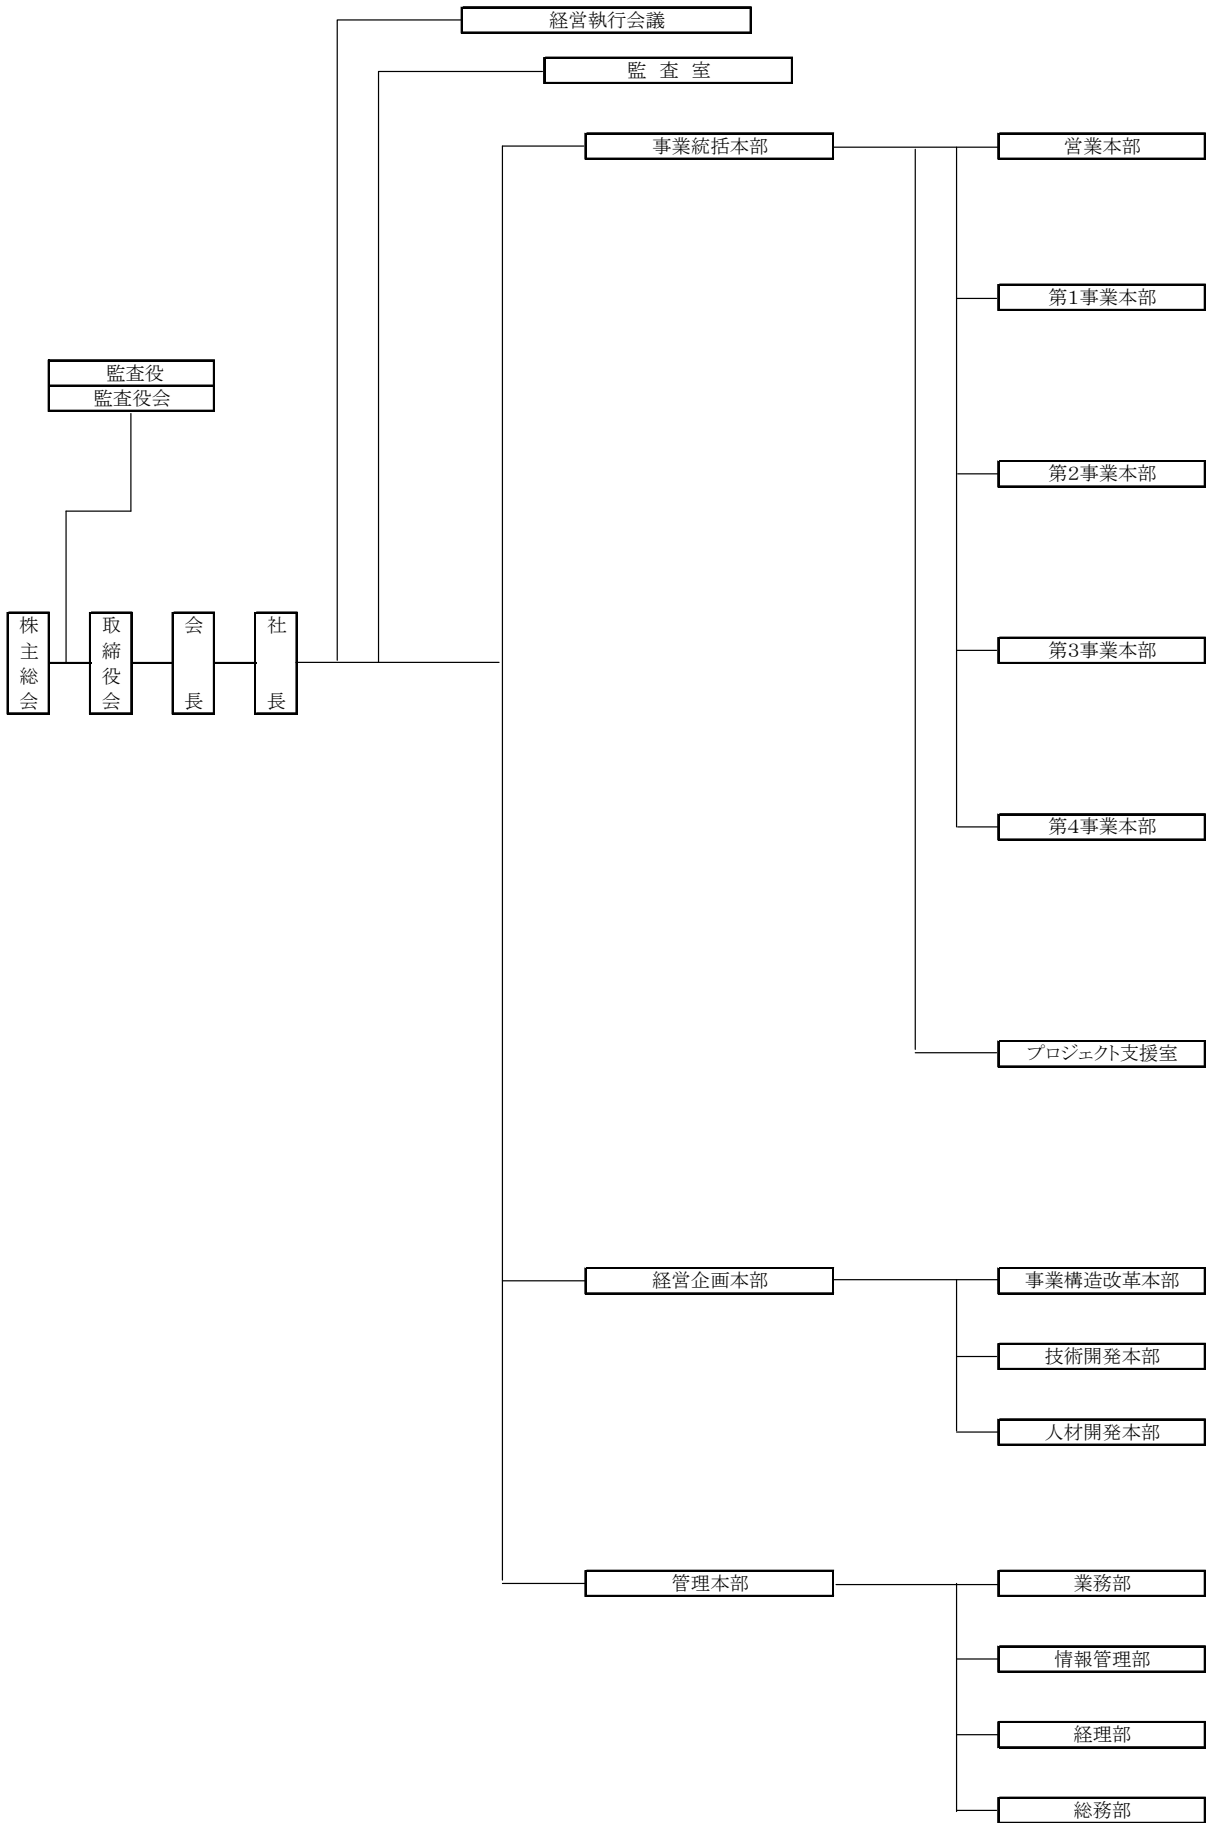 経営執行会議
監 査 室
事業統括本部
営業本部
第1事業本部
監査役
監査役会
第2事業本部
株主総会
取締役会
会長
社長
第3事業本部
第4事業本部
プロジェクト支援室
経営企画本部
事業構造改革本部
技術開発本部
人材開発本部
管理本部
業務部
情報管理部
経理部
総務部